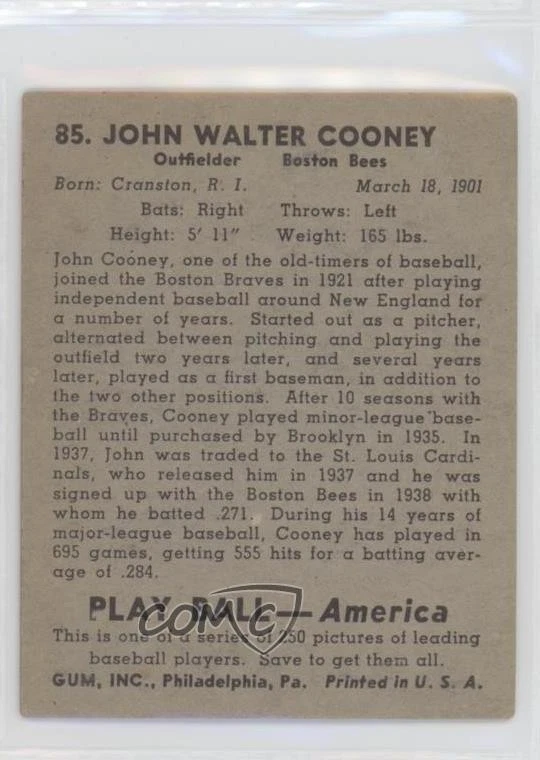 85. JOHN WALTER COONEY
Outfielder Boston Bees
Born: Cranston, R. I. March 18, 1901
Bats: Right Throws: Left
Height: 5' 11" Weight: 165 lbs.
John Cooney, one of the old-timers of baseball,
joined the Boston Braves in 1921 after playing
independent baseball around New England for
a number of years. Started out as a pitcher,
alternated between pitching and playing the
outfield two years later, and several years
later, played as a first baseman, in addition to
the two other positions. After 10 seasons with
the Braves, Cooney played minor-league base-
ball until purchased by Brooklyn in 1935. In
1937, John was traded to the St. Louis Cardi-
nals, who released him in 1937 and he was
signed up with the Boston Bees in 1938 with
whom he batted .271. During his 14 years of
major-league baseball, Cooney has played in
695 games, getting 555 hits for a batting aver-
age of .284.
PLAY BALL—America
This is one of a series of 250 pictures of leading
baseball players. Save to get them all.
GUM, INC., Philadelphia, Pa. Printed in U. S. A.
COMC